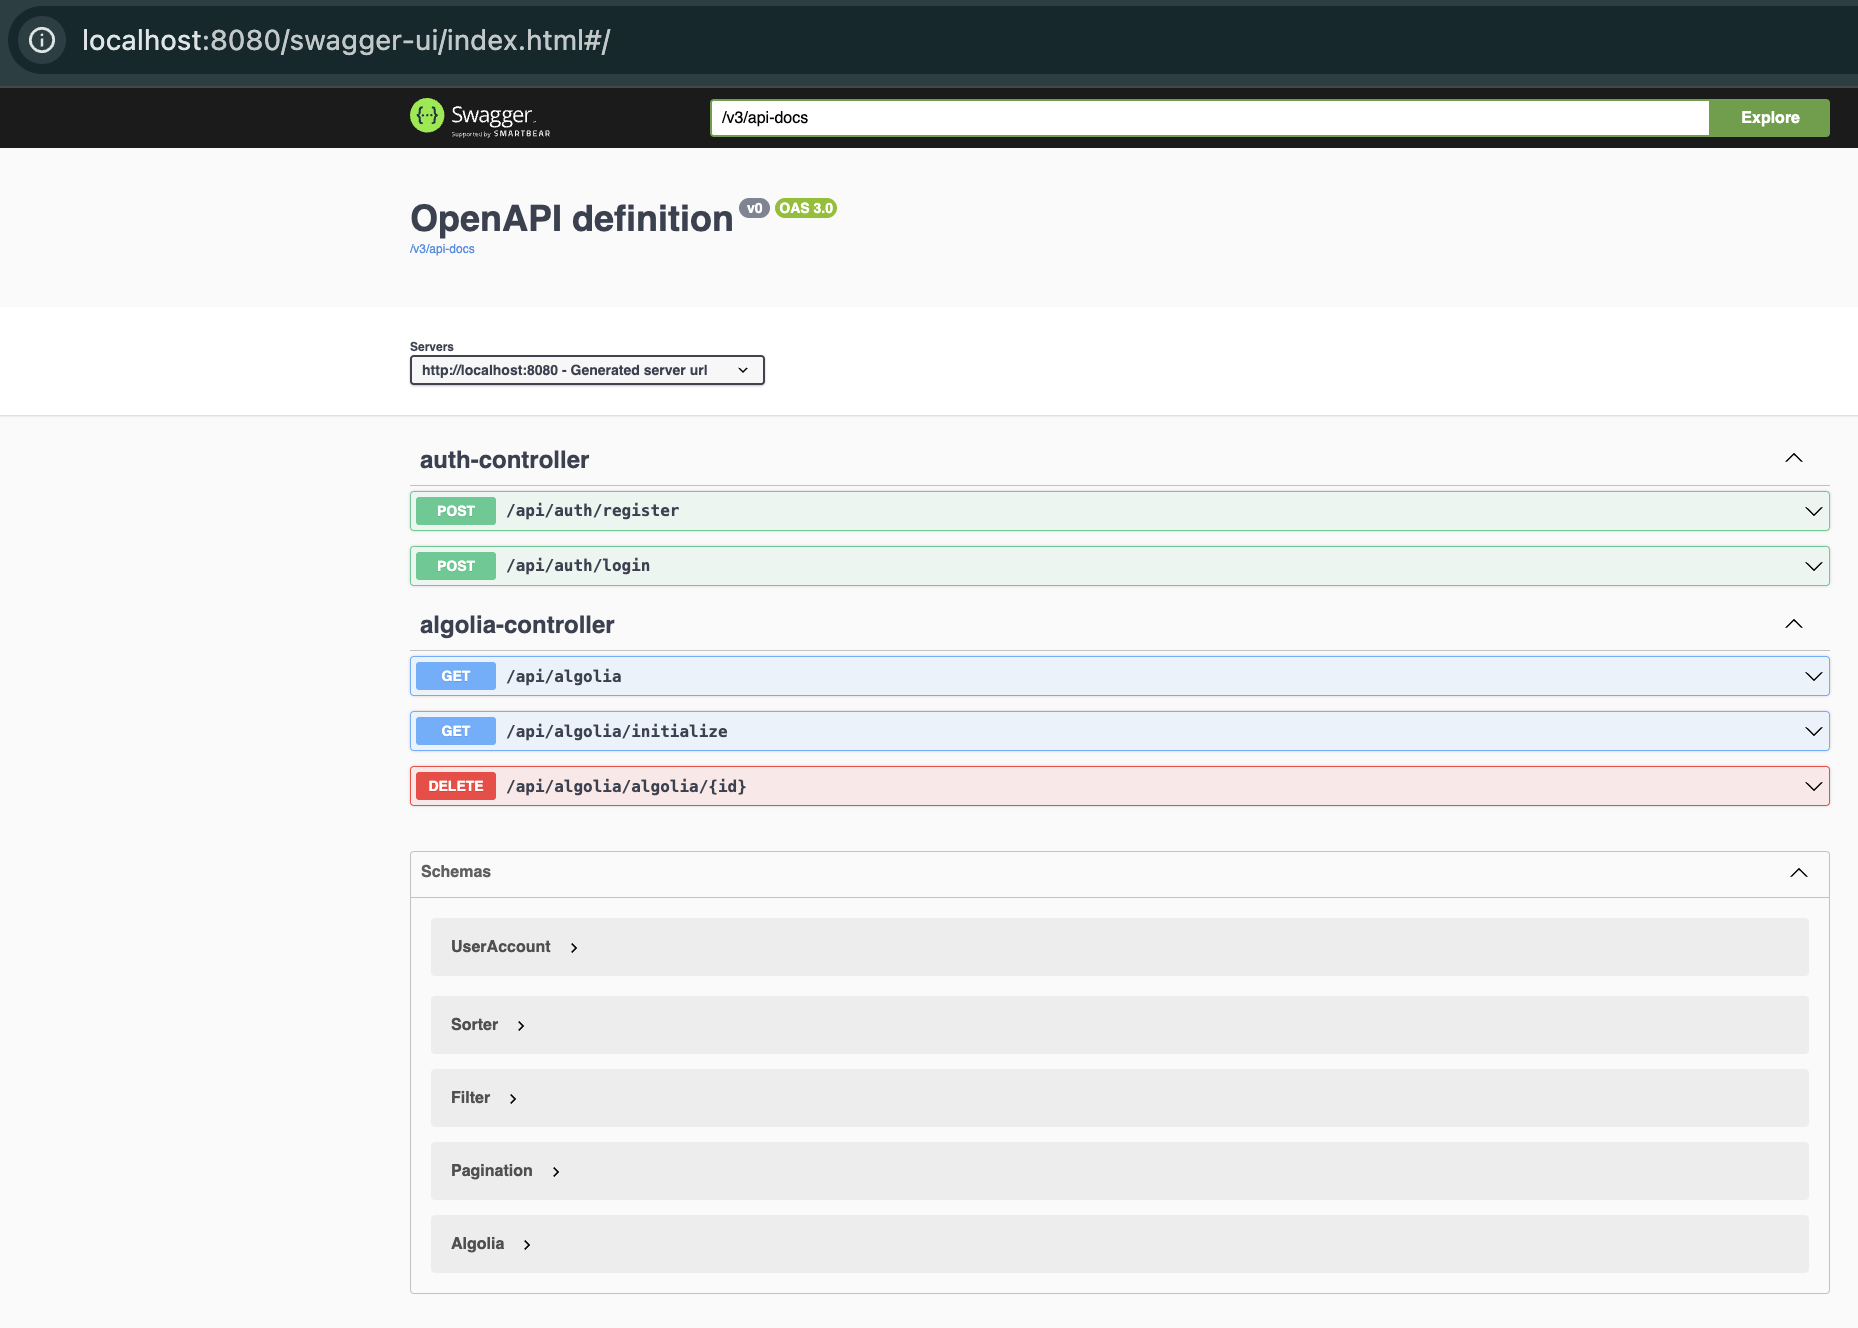 localhost:8080/swagger-ui/index.html#/
Swagger.
Supported by SMARTBEAR
/v3/api-docs
Explore
OpenAPI definition v0 OAS 3.0
/v3/api-docs
Servers
http://localhost:8080 - Generated server url
auth-controller
POST /api/auth/register
POST /api/auth/login
algolia-controller
GET /api/algolia
GET /api/algolia/initialize
DELETE /api/algolia/algolia/{id}
Schemas
UserAccount
Sorter
Filter
Pagination
Algolia